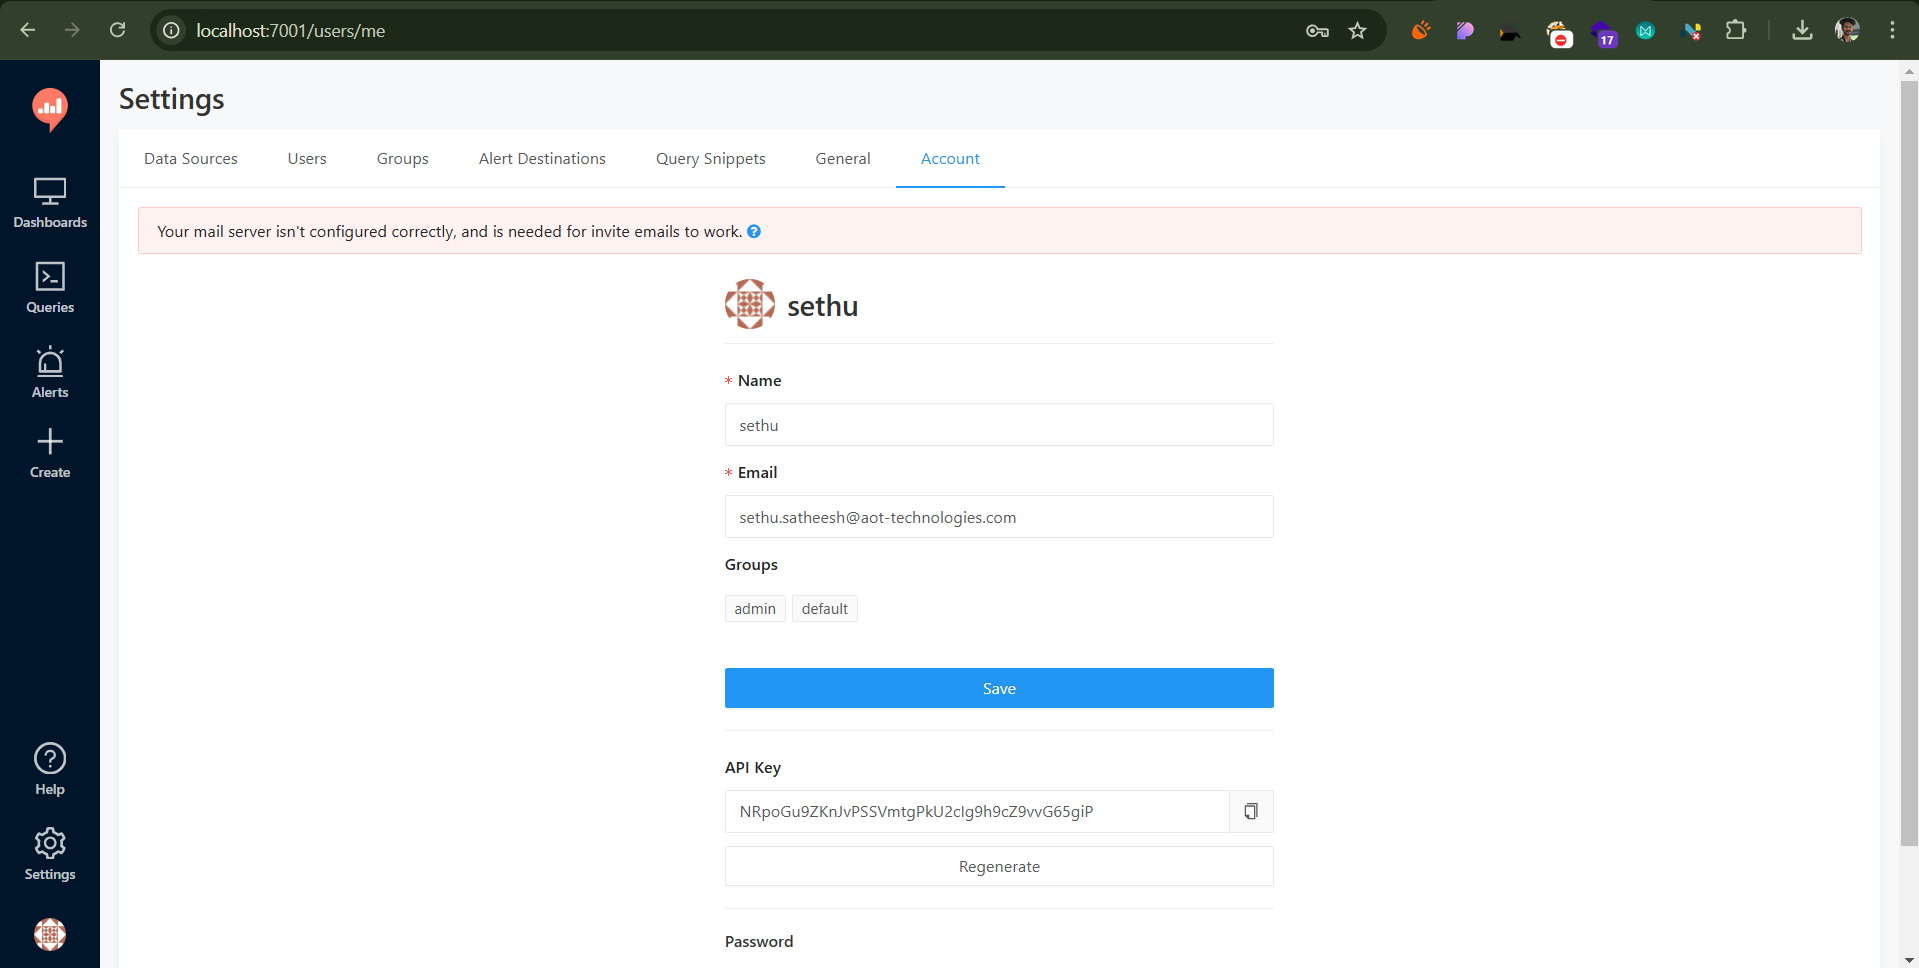 localhost:7001/users/me
17
Settings
Data Sources Users Groups Alert Destinations Query Snippets General Account
Your mail server isn't configured correctly, and is needed for invite emails to work.
sethu
* Name
sethu
* Email
sethu.satheesh@aot-technologies.com
Groups
admin default
Save
API Key
NRpoGu9ZKnJvPSSVmtgPkU2cIg9h9cZ9vvG65giP
Regenerate
Password
Dashboards
Queries
Alerts
Create
Help
Settings